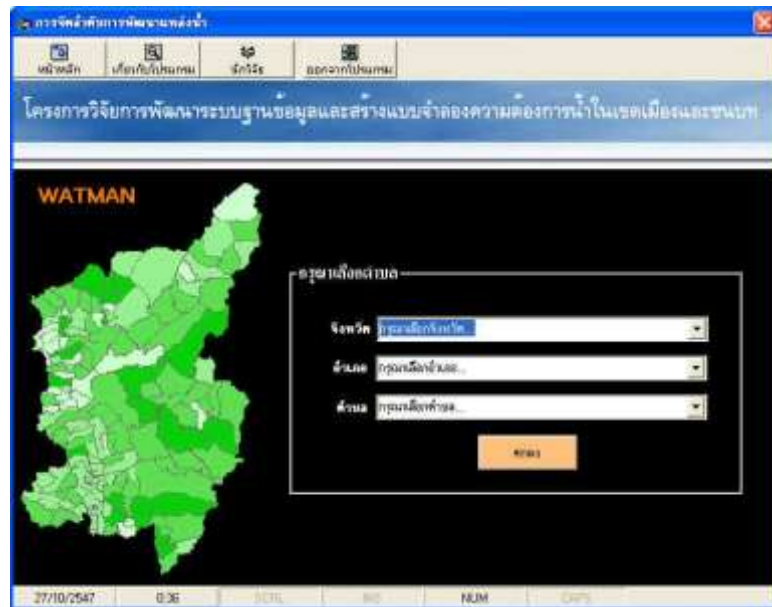 การจัดลำดับการพัฒนาแหล่งน้ำ
หน้าหลัก เกี่ยวกับโปรแกรม นักวิจัย ออกจากโปรแกรม
โครงการวิจัยการพัฒนาระบบฐานข้อมูลและสร้างแบบจำลองความต้องการน้ำในเขตเมืองและชนบท
WATMAN
กรุณาเลือกตำบล
จังหวัด กรุณาเลือกจังหวัด...
อำเภอ กรุณาเลือกอำเภอ...
ตำบล กรุณาเลือกตำบล...
ตกลง
27/10/2547 0:36 SCRL INS NUM CAPS